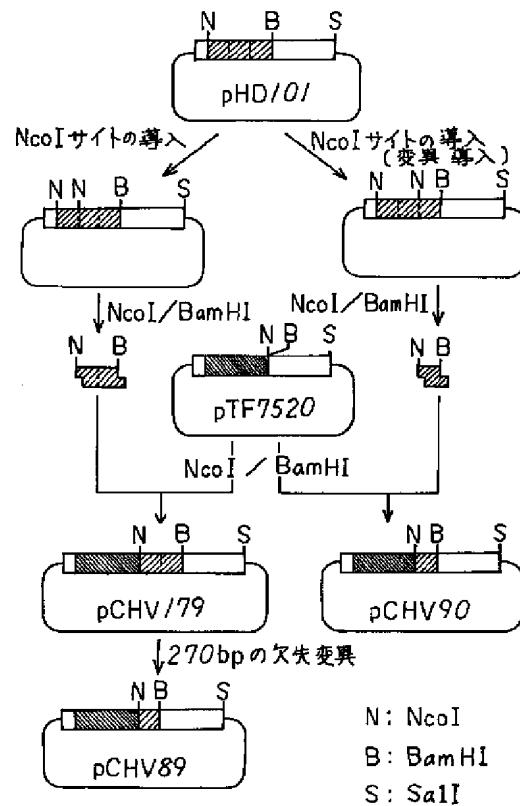 N B S
pHD101
NcoIサイトの導入
NcoIサイトの導入
(変異導入)
N N B S
N N B S
NcoI/BamHI
NcoI/BamHI
N B
N B S
N B
pTF7520
NcoI/BamHI
N B S
N B S
pCHV179
pCHV90
270bpの欠失変異
N B S
pCHV89
N: NcoI
B: BamHI
S: SalI